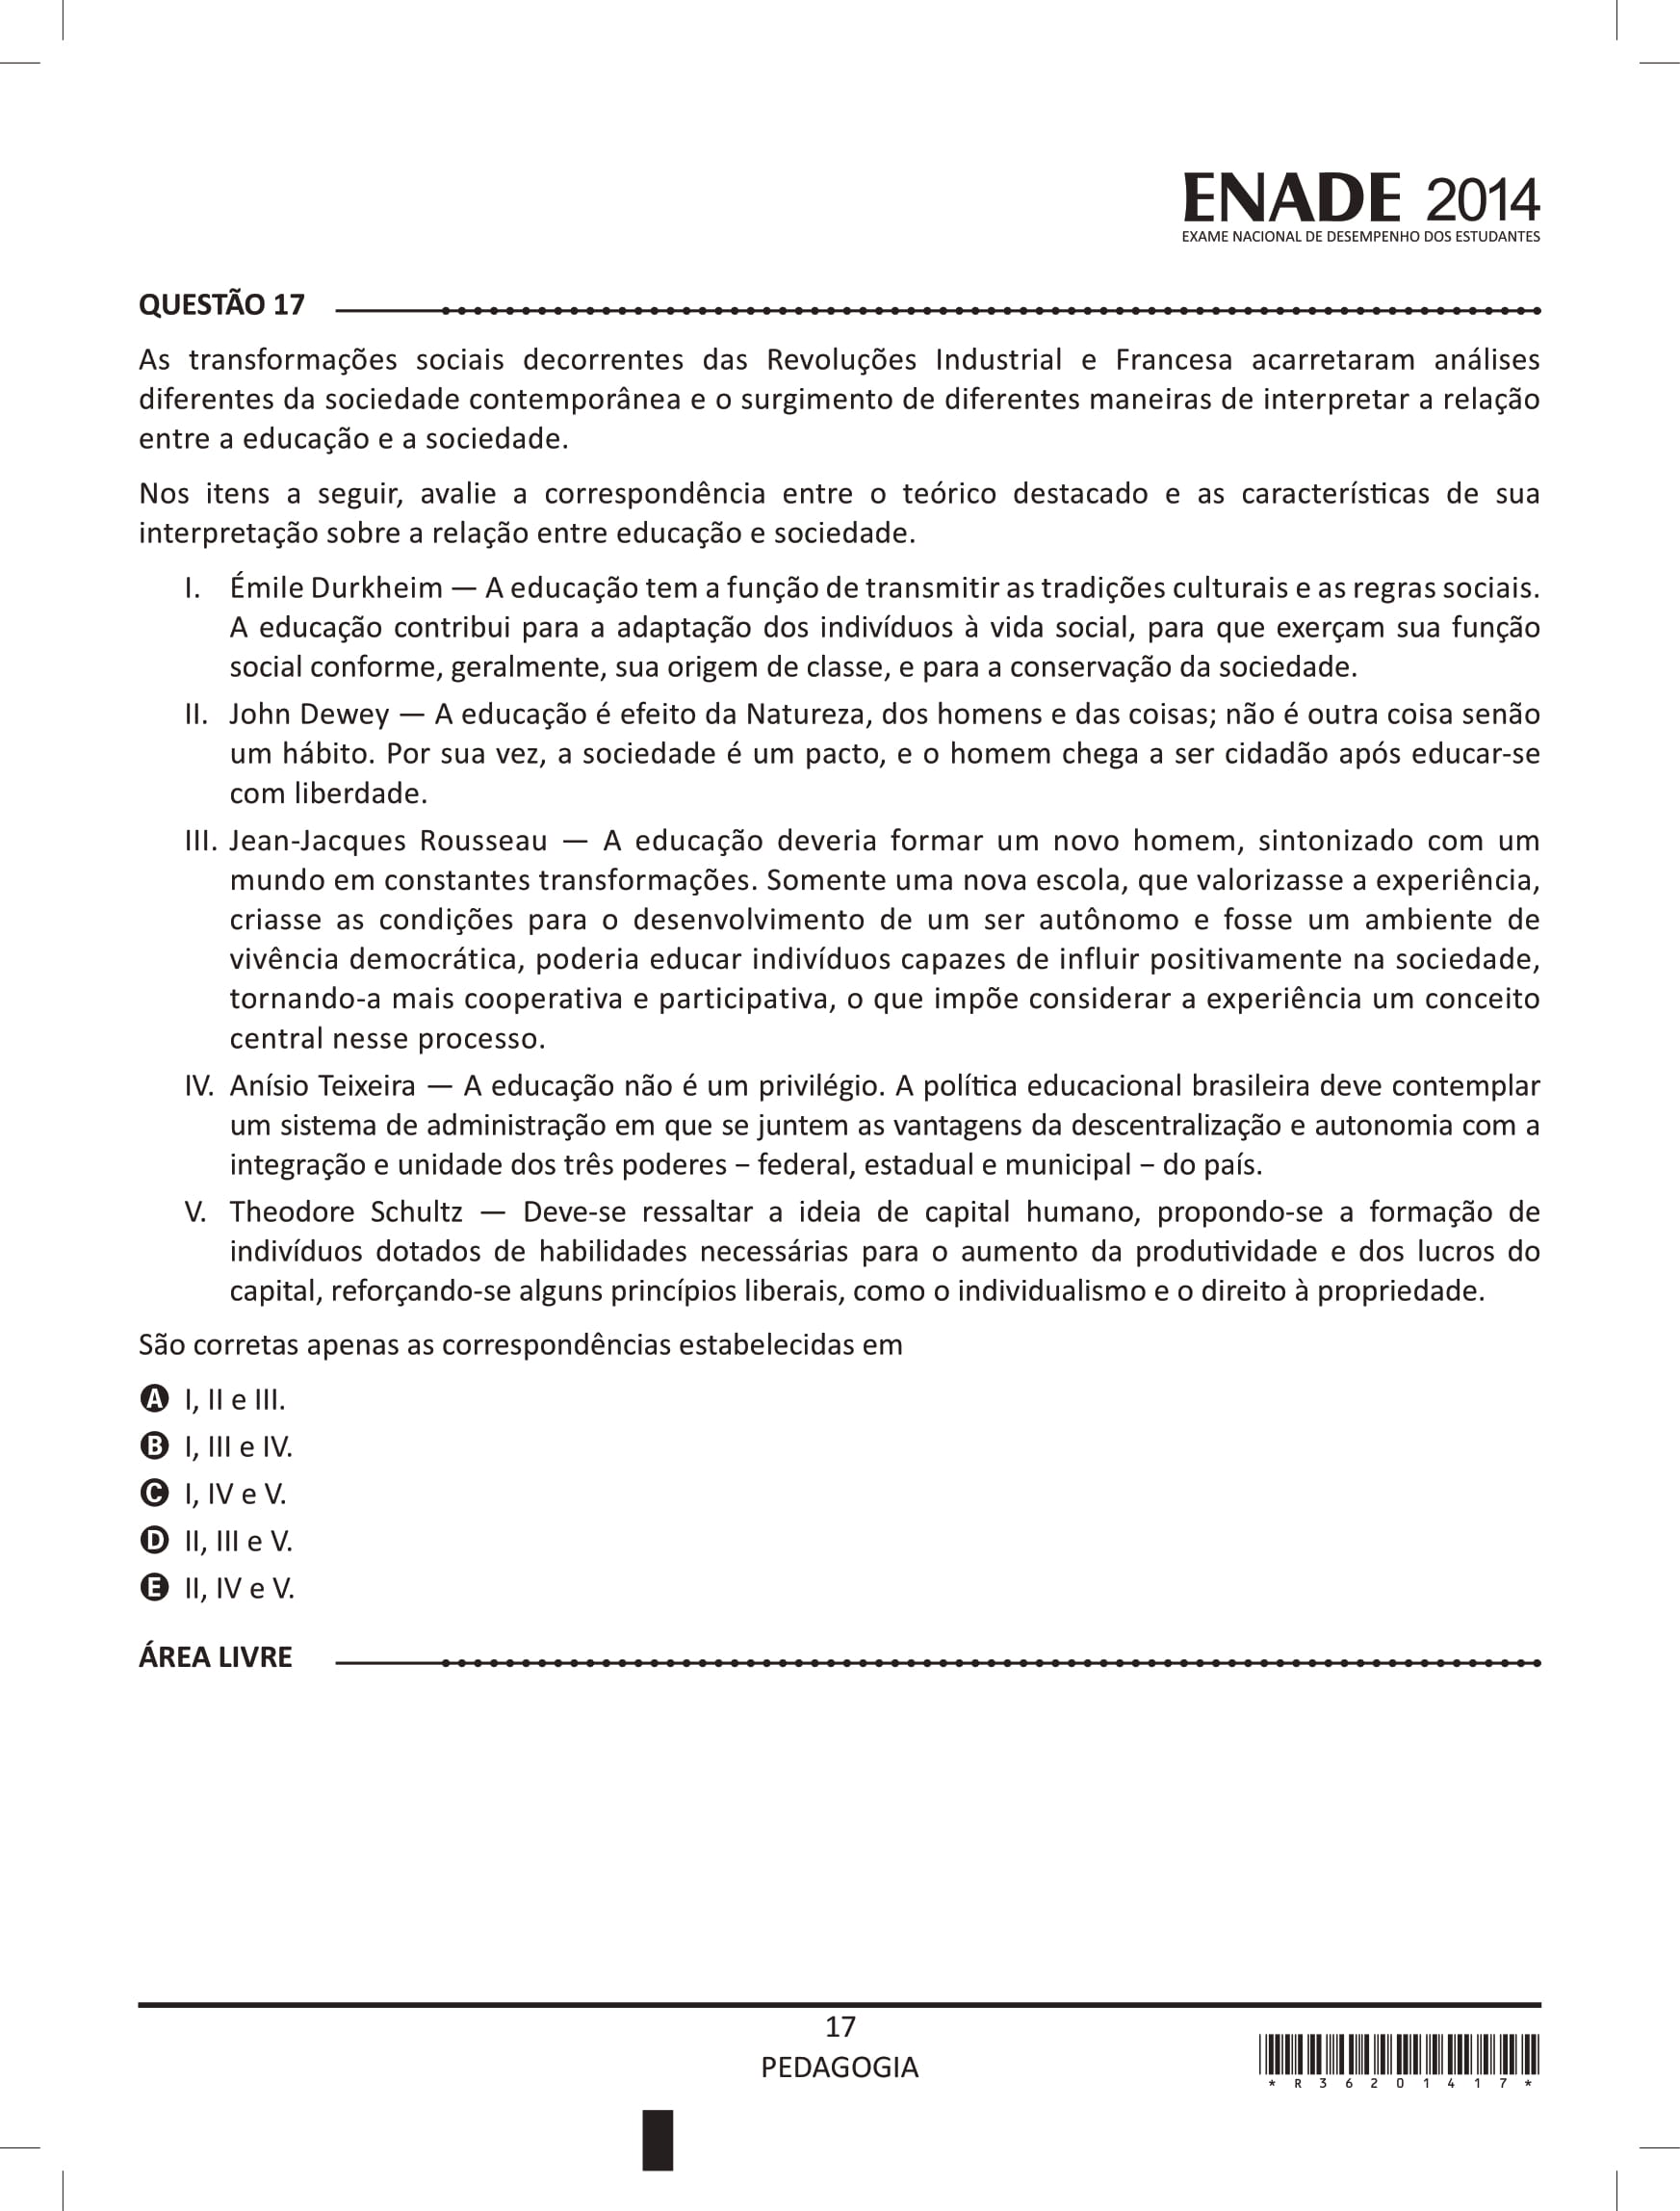 ENADE 2014
EXAME NACIONAL DE DESEMPENHO DOS ESTUDANTES
QUESTÃO 17
As transformações sociais decorrentes das Revoluções Industrial e Francesa acarretaram análises
diferentes da sociedade contemporânea e o surgimento de diferentes maneiras de interpretar a relação
entre a educação e a sociedade.
Nos itens a seguir, avalie a correspondência entre o teórico destacado e as características de sua
interpretação sobre a relação entre educação e sociedade.
I. Émile Durkheim — A educação tem a função de transmitir as tradições culturais e as regras sociais.
A educação contribui para a adaptação dos indivíduos à vida social, para que exerçam sua função
social conforme, geralmente, sua origem de classe, e para a conservação da sociedade.
II. John Dewey — A educação é efeito da Natureza, dos homens e das coisas; não é outra coisa senão
um hábito. Por sua vez, a sociedade é um pacto, e o homem chega a ser cidadão após educar-se
com liberdade.
III. Jean-Jacques Rousseau — A educação deveria formar um novo homem, sintonizado com um
mundo em constantes transformações. Somente uma nova escola, que valorizasse a experiência,
criasse as condições para o desenvolvimento de um ser autônomo e fosse um ambiente de
vivência democrática, poderia educar indivíduos capazes de influir positivamente na sociedade,
tornando-a mais cooperativa e participativa, o que impõe considerar a experiência um conceito
central nesse processo.
IV. Anísio Teixeira — A educação não é um privilégio. A política educacional brasileira deve contemplar
um sistema de administração em que se juntem as vantagens da descentralização e autonomia com a
integração e unidade dos três poderes − federal, estadual e municipal − do país.
V. Theodore Schultz — Deve-se ressaltar a ideia de capital humano, propondo-se a formação de
indivíduos dotados de habilidades necessárias para o aumento da produtividade e dos lucros do
capital, reforçando-se alguns princípios liberais, como o individualismo e o direito à propriedade.
São corretas apenas as correspondências estabelecidas em
A I, II e III.
B I, III e IV.
C I, IV e V.
D II, III e V.
E II, IV e V.
ÁREA LIVRE
17
PEDAGOGIA
* R 3 6 2 0 1 4 1 7 *